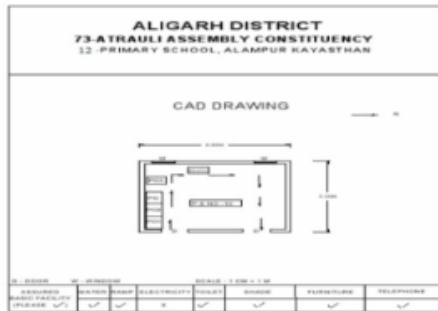 ALIGARH DISTRICT
73-ATRAULI ASSEMBLY CONSTITUENCY
12 -PRIMARY SCHOOL, ALAMPUR KAYASTHAN
CAD DRAWING
N
D - DOOR W - WINDOW SCALE - 1 CM = 1 M
ASSURED BASIC FACILITY (PLEASE ✓) WATER RAMP ELECTRICITY TOILET SHADE FURNITURE TELEPHONE
✓ ✓ X ✓ ✓ ✓ ✓